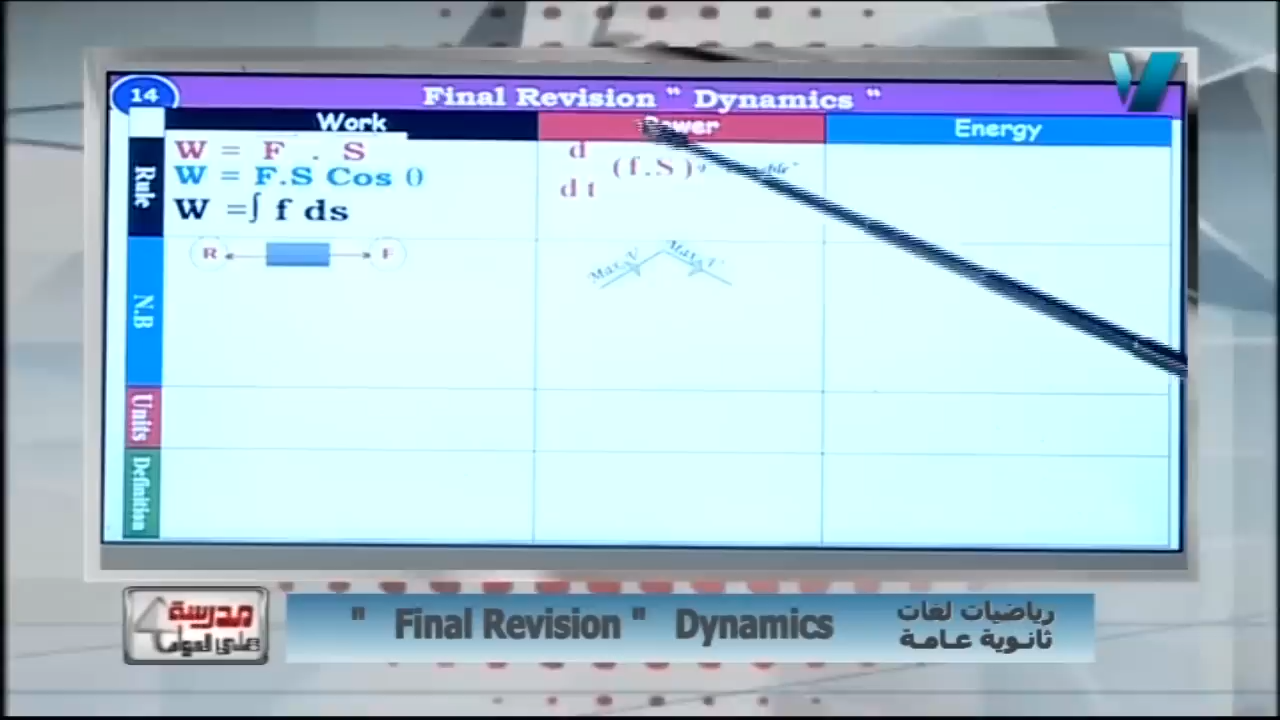 14
Final Revision “ Dynamics “
Work
Power
Energy
Rule
W = F . S
W = F.S Cos θ
W =∫ f ds
d
(f.S)
d t
N.B
R
F
Max. V
Units
Definition
مدرسة
على الهواء
" Final Revision " Dynamics
رياضيات لغات
ثانوية عامة